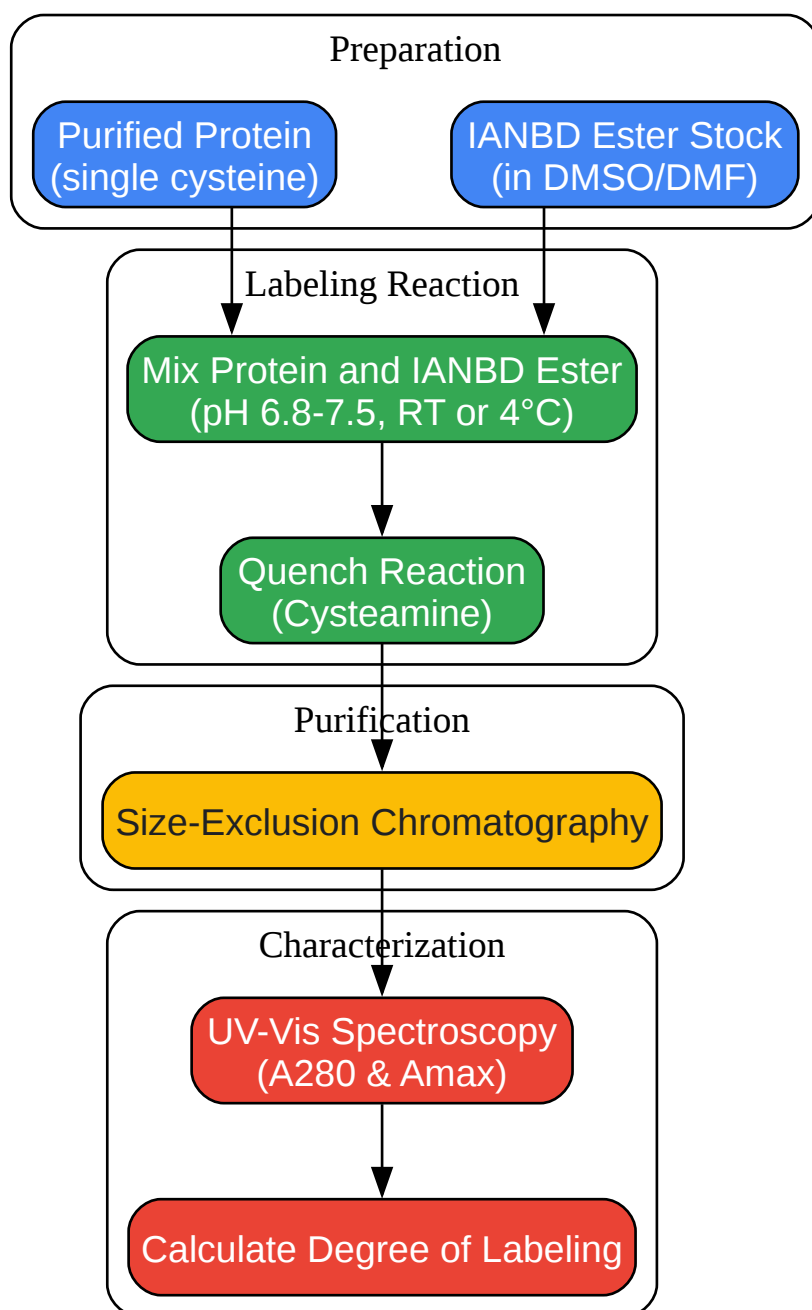 Preparation
Purified Protein
(single cysteine)
IANBD Ester Stock
(in DMSO/DMF)
Labeling Reaction
Mix Protein and IANBD Ester
(pH 6.8-7.5, RT or 4°C)
Quench Reaction
(Cysteamine)
Purification
Size-Exclusion Chromatography
Characterization
UV-Vis Spectroscopy
(A280 & Amax)
Calculate Degree of Labeling